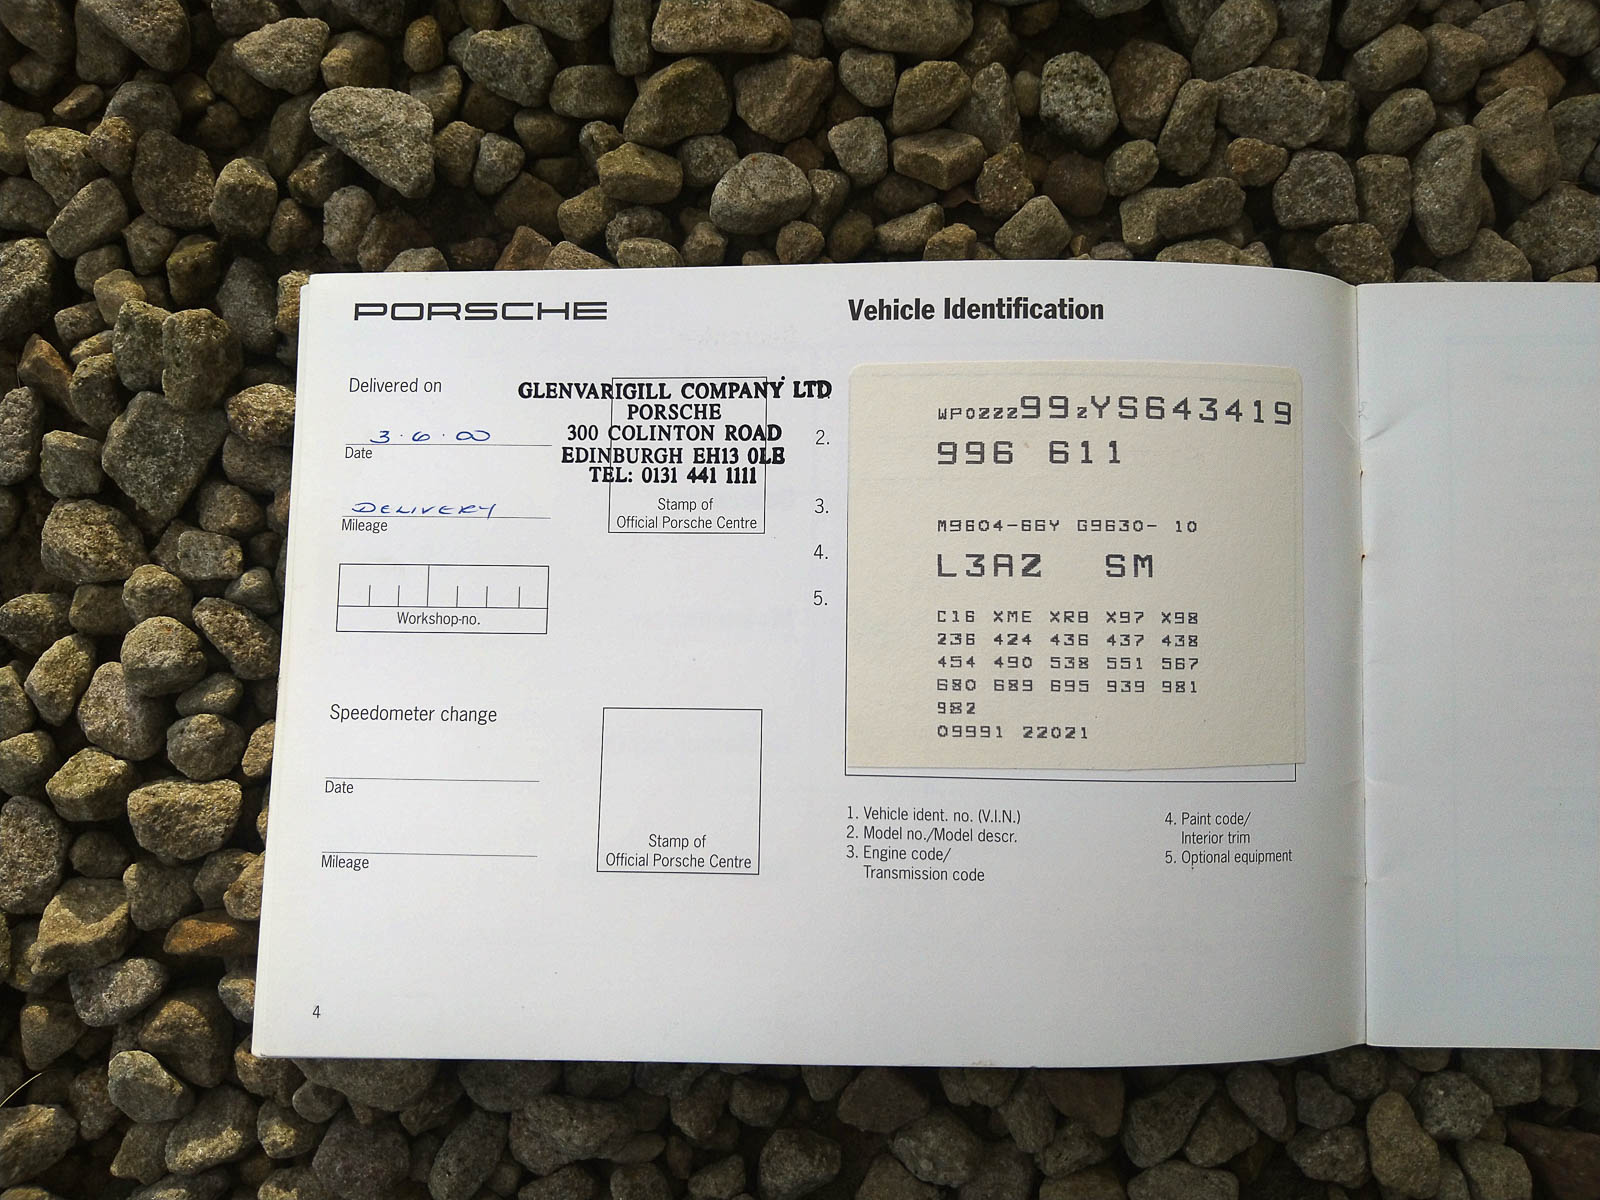 PORSCHE
Delivered on
3·6·00
Date
DELIVERY
Mileage
Workshop-no.
GLENVARIGILL COMPANY LTD
PORSCHE
300 COLINTON ROAD
EDINBURGH EH13 0LE
TEL: 0131 441 1111
Stamp of
Official Porsche Centre
Speedometer change
Date
Mileage
Stamp of
Official Porsche Centre
4
Vehicle Identification
WP0ZZZ99ZYS643419
2. 996 611
3. M9604-66Y G9630- 10
4. L3AZ SM
5. C16 XME XRB X97 X98
236 424 436 437 438
454 490 538 551 567
680 689 695 939 981
982
09991 22021
1. Vehicle ident. no. (V.I.N.)
2. Model no./Model descr.
3. Engine code/
Transmission code
4. Paint code/
Interior trim
5. Optional equipment